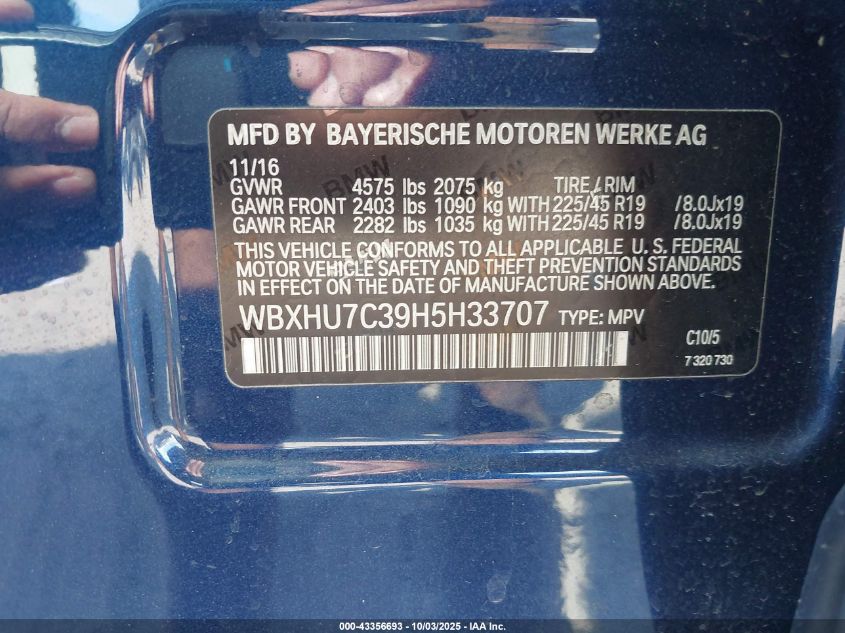 MFD BY BAYERISCHE MOTOREN WERKE AG
11/16
GVWR 4575 lbs 2075 kg TIRE / RIM
GAWR FRONT 2403 lbs 1090 kg WITH 225/45 R19 /8.0Jx19
GAWR REAR 2282 lbs 1035 kg WITH 225/45 R19 /8.0Jx19
THIS VEHICLE CONFORMS TO ALL APPLICABLE U. S. FEDERAL
MOTOR VEHICLE SAFETY AND THEFT PREVENTION STANDARDS
IN EFFECT ON THE DATE OF MANUFACTURE SHOWN ABOVE.
WBXHU7C39H5H33707 TYPE: MPV
C10/5
7 320 730
000-43356693 - 10/03/2025 - IAA Inc.